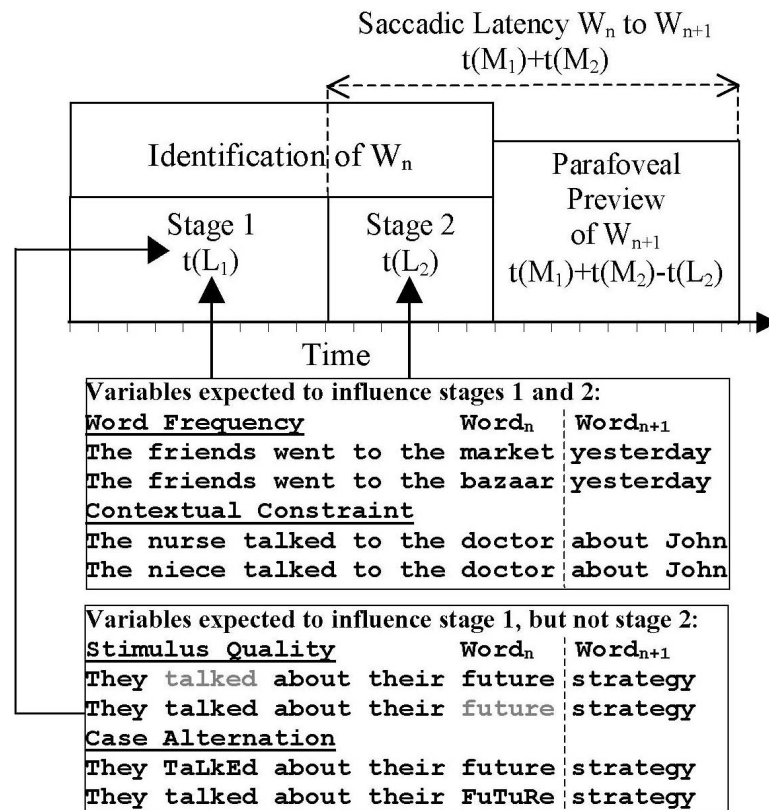 Saccadic Latency Wn to Wn+1
t(M1)+t(M2)
Identification of Wn
Stage 1
t(L1)
Stage 2
t(L2)
Parafoveal
Preview
of Wn+1
t(M1)+t(M2)-t(L2)
Time
Variables expected to influence stages 1 and 2:
Word Frequency Wordn Wordn+1
The friends went to the market yesterday
The friends went to the bazaar yesterday
Contextual Constraint
The nurse talked to the doctor about John
The niece talked to the doctor about John
Variables expected to influence stage 1, but not stage 2:
Stimulus Quality Wordn Wordn+1
They talked about their future strategy
They talked about their future strategy
Case Alternation
They TaLkEd about their future strategy
They talked about their FuTuRe strategy